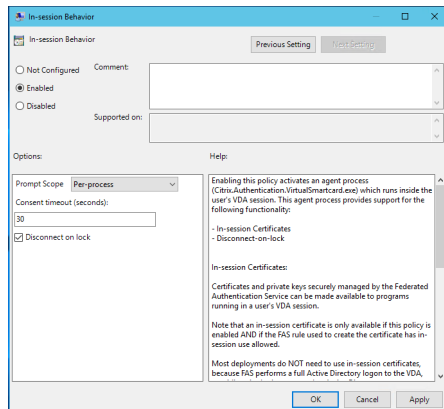 In-session Behavior
In-session Behavior
Previous Setting
Next Setting
Not Configured
Comment:
Enabled
Disabled
Supported on:
Options:
Help:
Prompt Scope
Per-process
Consent timeout (seconds):
30
Disconnect on lock
Enabling this policy activates an agent process
(Citrix.Authentication.VirtualSmartcard.exe) which runs inside the
user's VDA session. This agent process provides support for the
following functionality:
- In-session Certificates
- Disconnect-on-lock
In-session Certificates:
Certificates and private keys securely managed by the Federated
Authentication Service can be made available to programs
running in a user's VDA session.
Note that an in-session certificate is only available if this policy is
enabled AND if the FAS rule used to create the certificate has in-
session use allowed.
Most deployments do NOT need to use in-session certificates,
because FAS performs a full Active Directory logon to the VDA,
OK
Cancel
Apply